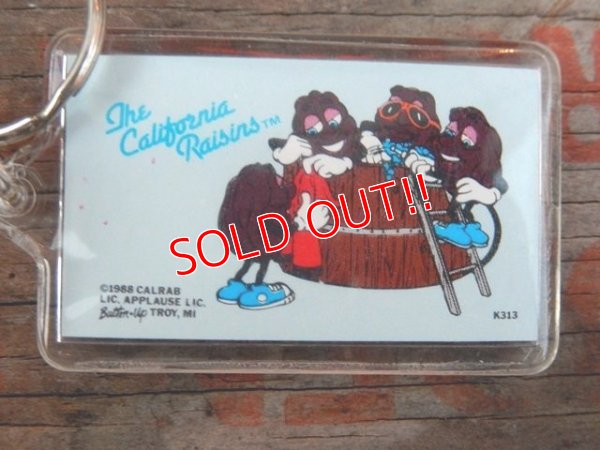 The
California
Raisins™
SOLD OUT!!
©1988 CALRAB
LIC. APPLAUSE LIC.
Button-Up TROY, MI
K313